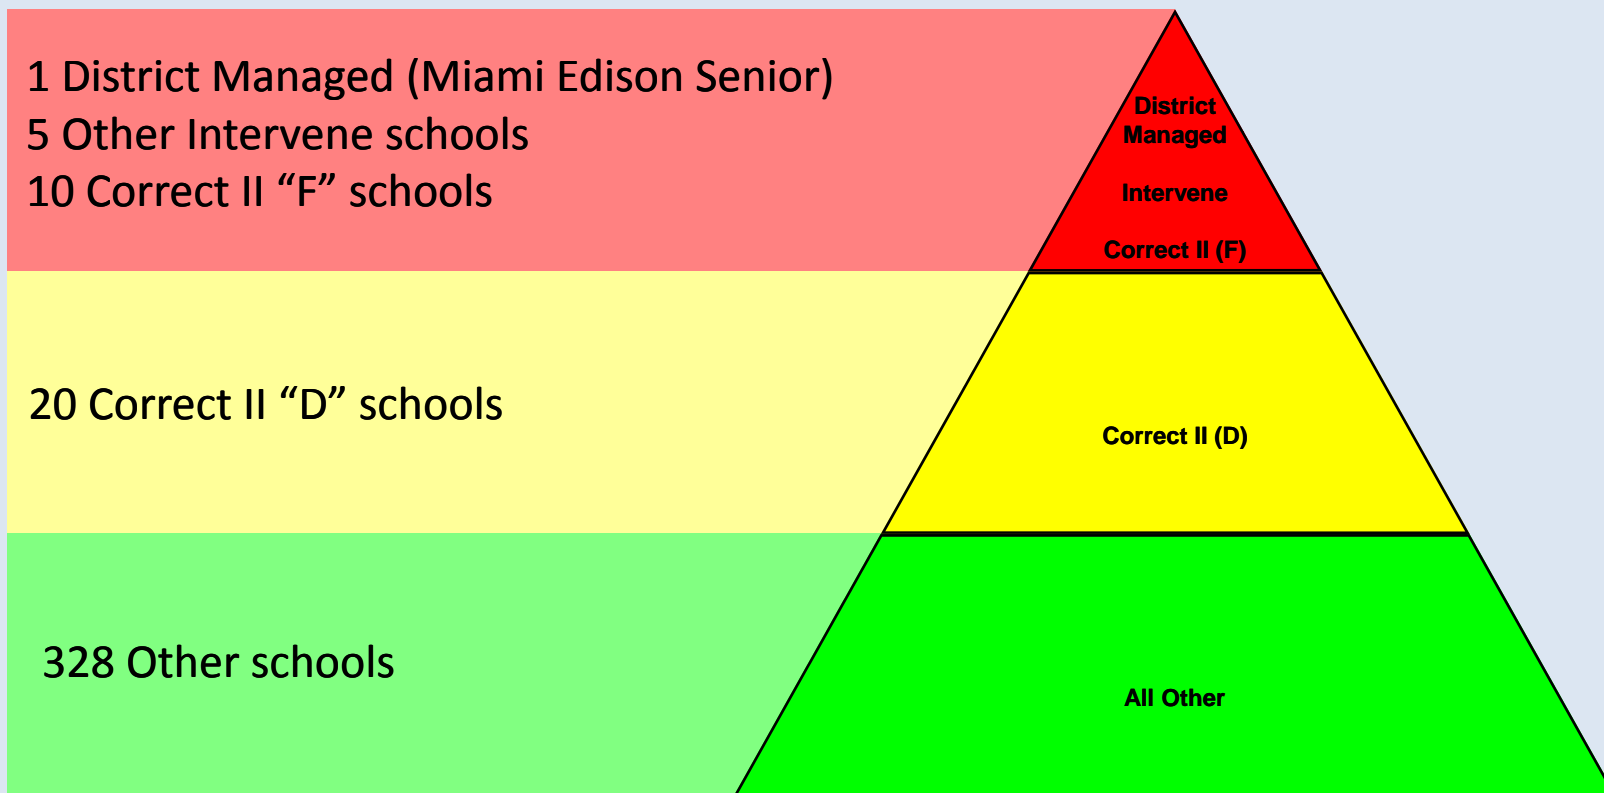 1 District Managed (Miami Edison Senior)
5 Other Intervene schools
10 Correct II “F” schools
District
Managed
Intervene
Correct II (F)
20 Correct II “D” schools
Correct II (D)
328 Other schools
All Other